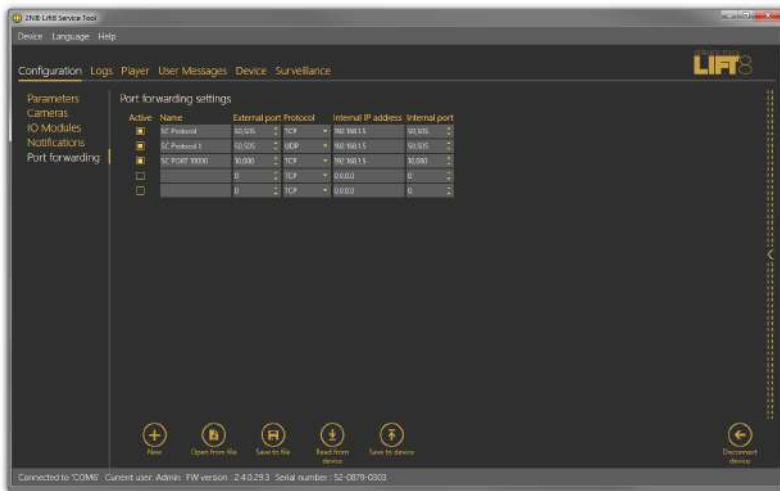 2N® Lift8 Service Tool
Device Language Help
SERVICE TOOL
LIFT8
Configuration Logs Player User Messages Device Surveillance
Parameters
Cameras
IO Modules
Notifications
Port forwarding
Port forwarding settings
Active Name External port Protocol Internal IP address Internal port
SC Protocol 50,505 TCP 192.168.1.5 50,505
SC Protocol 1 50,505 UDP 192.168.1.5 50,505
SC PORT 10000 10,000 TCP 192.168.1.5 10,000
0 TCP 0.0.0.0 0
0 TCP 0.0.0.0 0
New Open from file Save to file Read from device Save to device Disconnect device
Connected to 'COM6' Current user: Admin FW version : 2.4.0.29.3 Serial number : 52-0879-0303